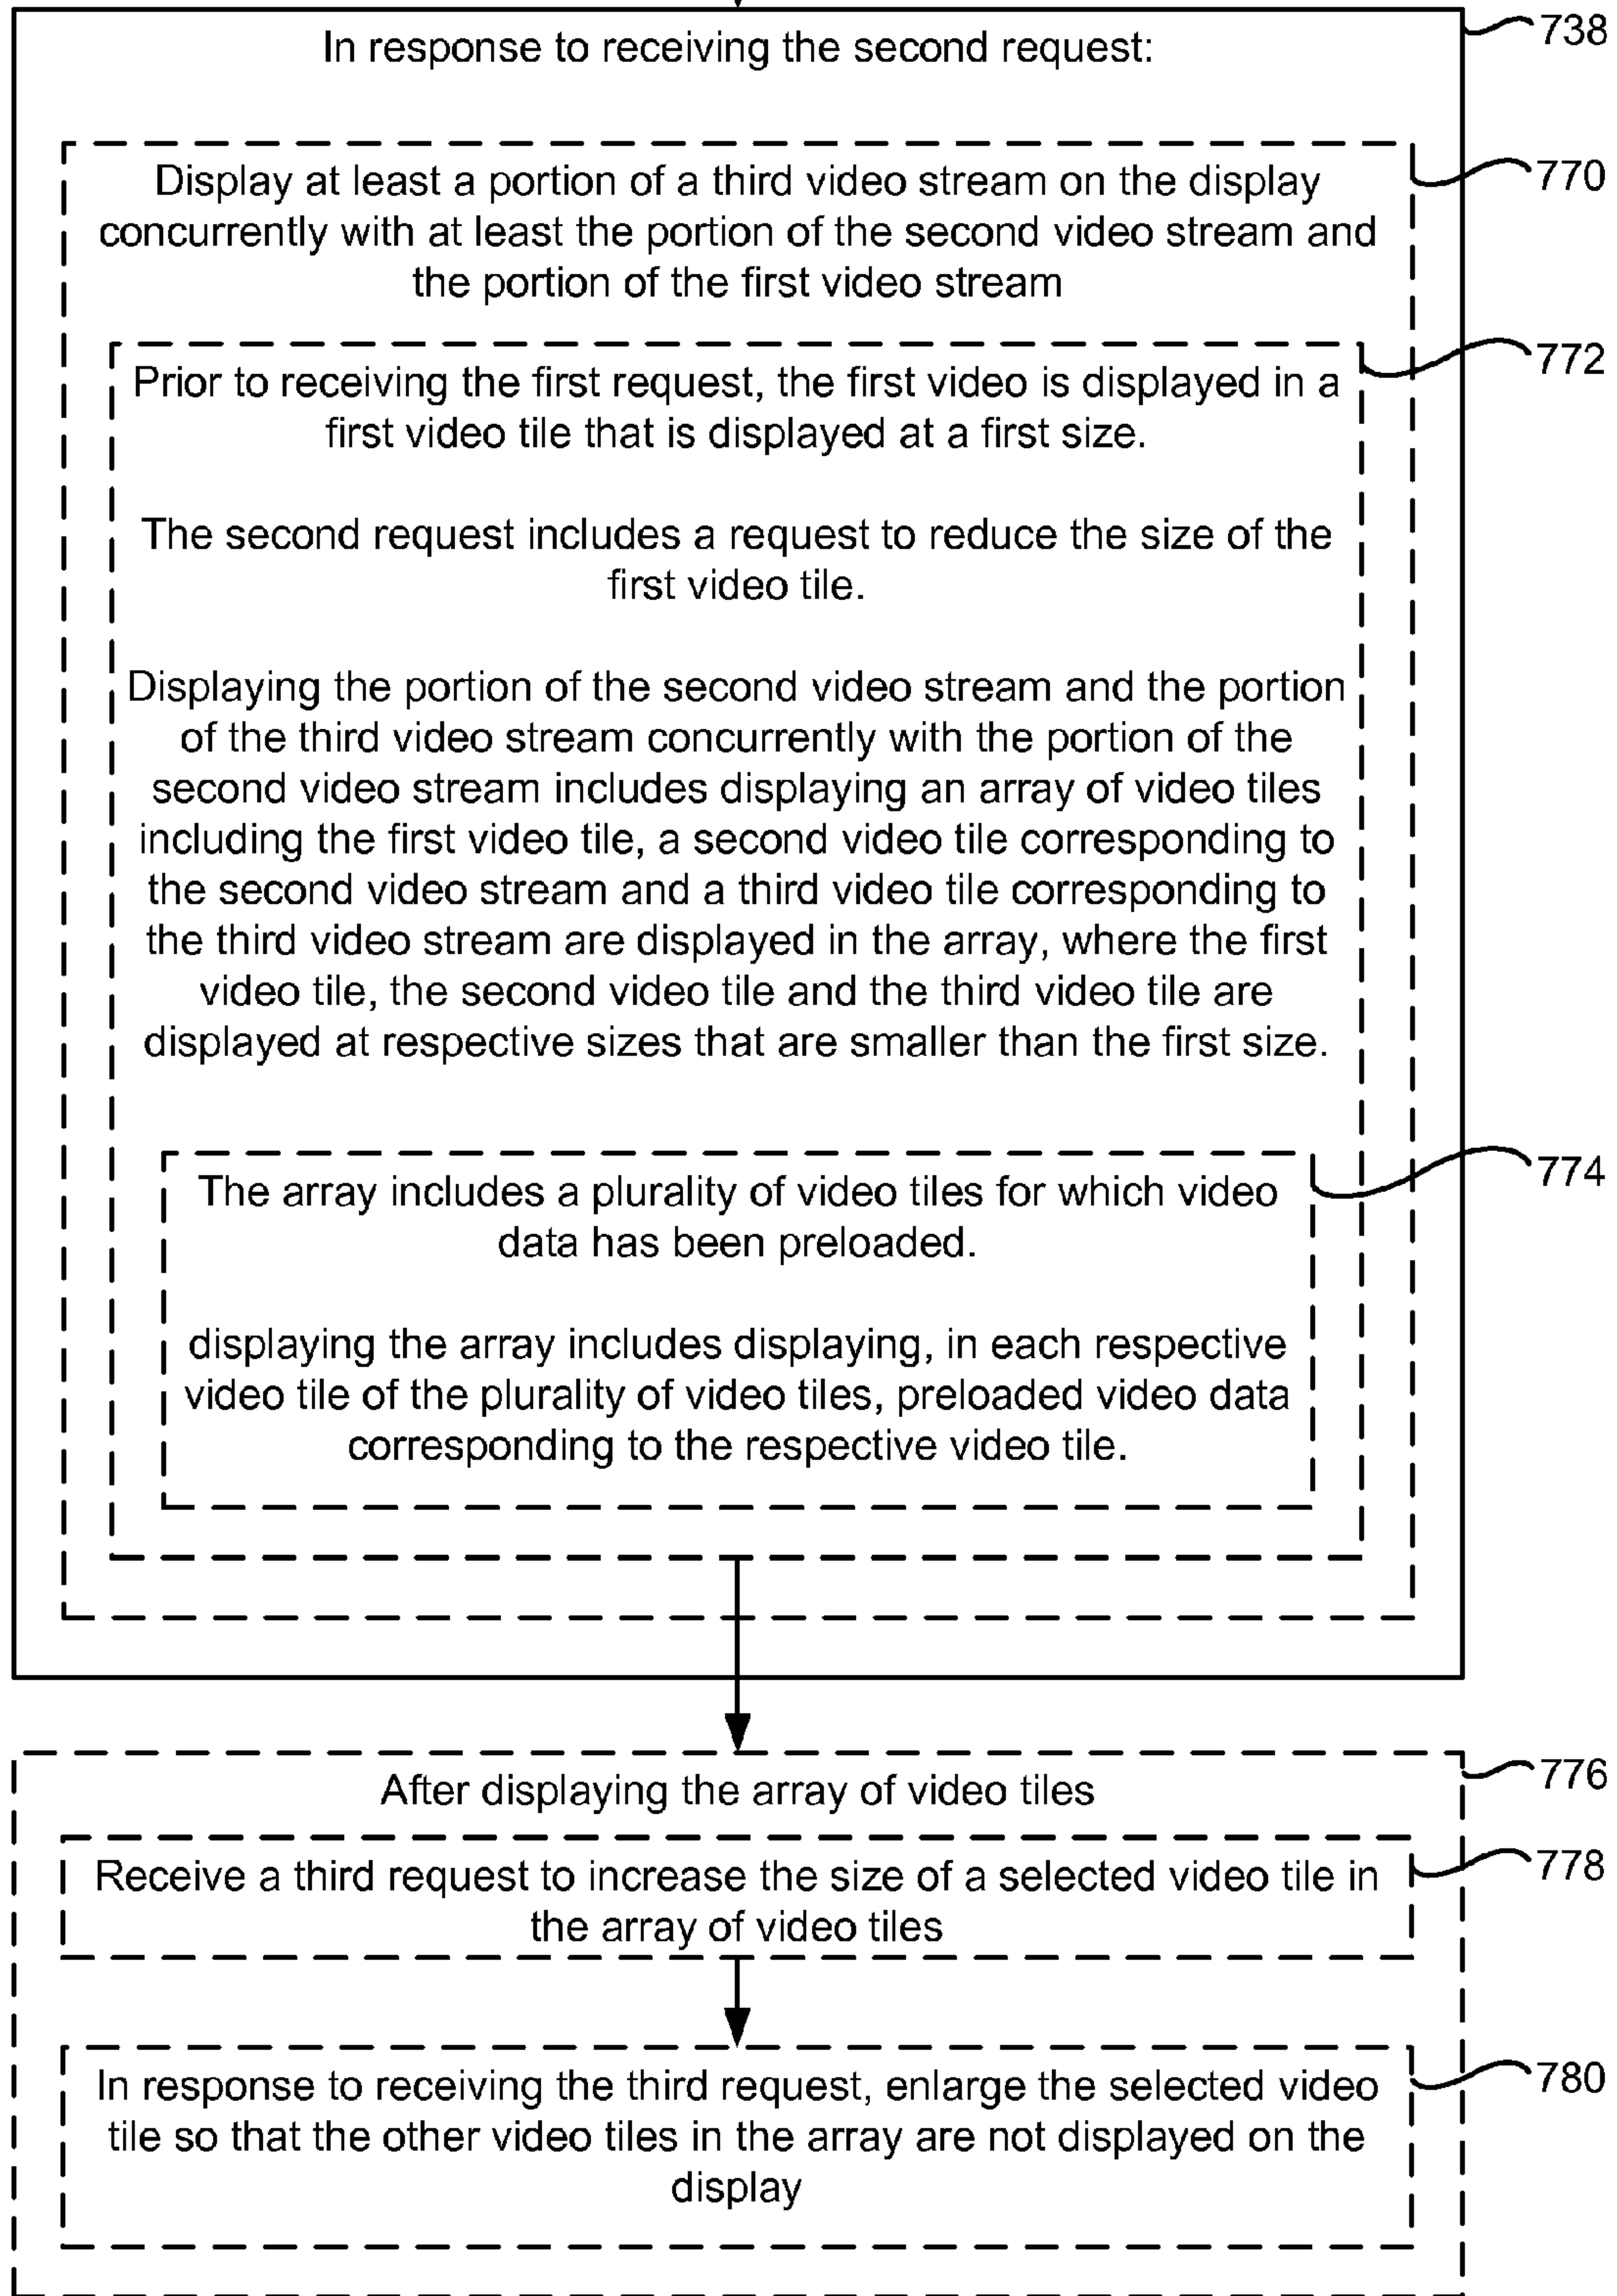 In response to receiving the second request:
738
Display at least a portion of a third video stream on the display
concurrently with at least the portion of the second video stream and
the portion of the first video stream
770
Prior to receiving the first request, the first video is displayed in a
first video tile that is displayed at a first size.
772
The second request includes a request to reduce the size of the
first video tile.
Displaying the portion of the second video stream and the portion
of the third video stream concurrently with the portion of the
second video stream includes displaying an array of video tiles
including the first video tile, a second video tile corresponding to
the second video stream and a third video tile corresponding to
the third video stream are displayed in the array, where the first
video tile, the second video tile and the third video tile are
displayed at respective sizes that are smaller than the first size.
The array includes a plurality of video tiles for which video
data has been preloaded.
774
displaying the array includes displaying, in each respective
video tile of the plurality of video tiles, preloaded video data
corresponding to the respective video tile.
After displaying the array of video tiles
776
Receive a third request to increase the size of a selected video tile in
the array of video tiles
778
In response to receiving the third request, enlarge the selected video
tile so that the other video tiles in the array are not displayed on the
display
780